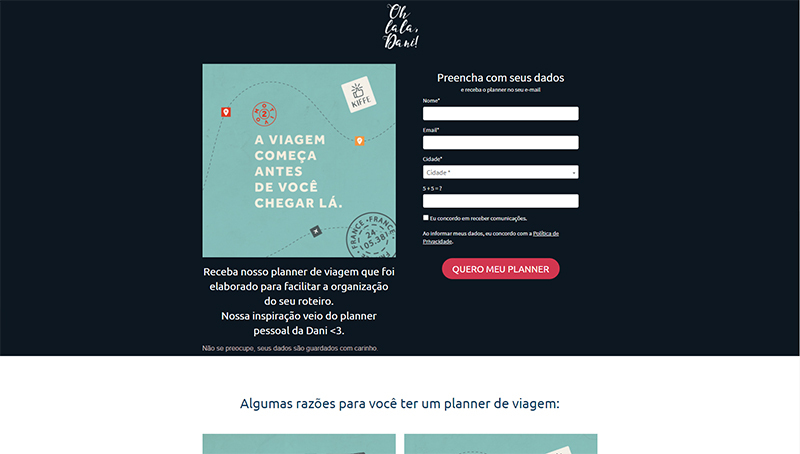 Oh
la la,
Dani!
KIFFE
MOTIVO
2
A VIAGEM
COMEÇA
ANTES
DE VOCÊ
CHEGAR LÁ.
FRANCE • FRANCE
24
05.38
Receba nosso planner de viagem que foi
elaborado para facilitar a organização
do seu roteiro.
Nossa inspiração veio do planner
pessoal da Dani <3.
Não se preocupe, seus dados são guardados com carinho.
Preencha com seus dados
e receba o planner no seu e-mail
Nome*
Email*
Cidade*
Cidade *
5 + 5 = ?
Eu concordo em receber comunicações.
Ao informar meus dados, eu concordo com a Política de
Privacidade.
QUERO MEU PLANNER
Algumas razões para você ter um planner de viagem: